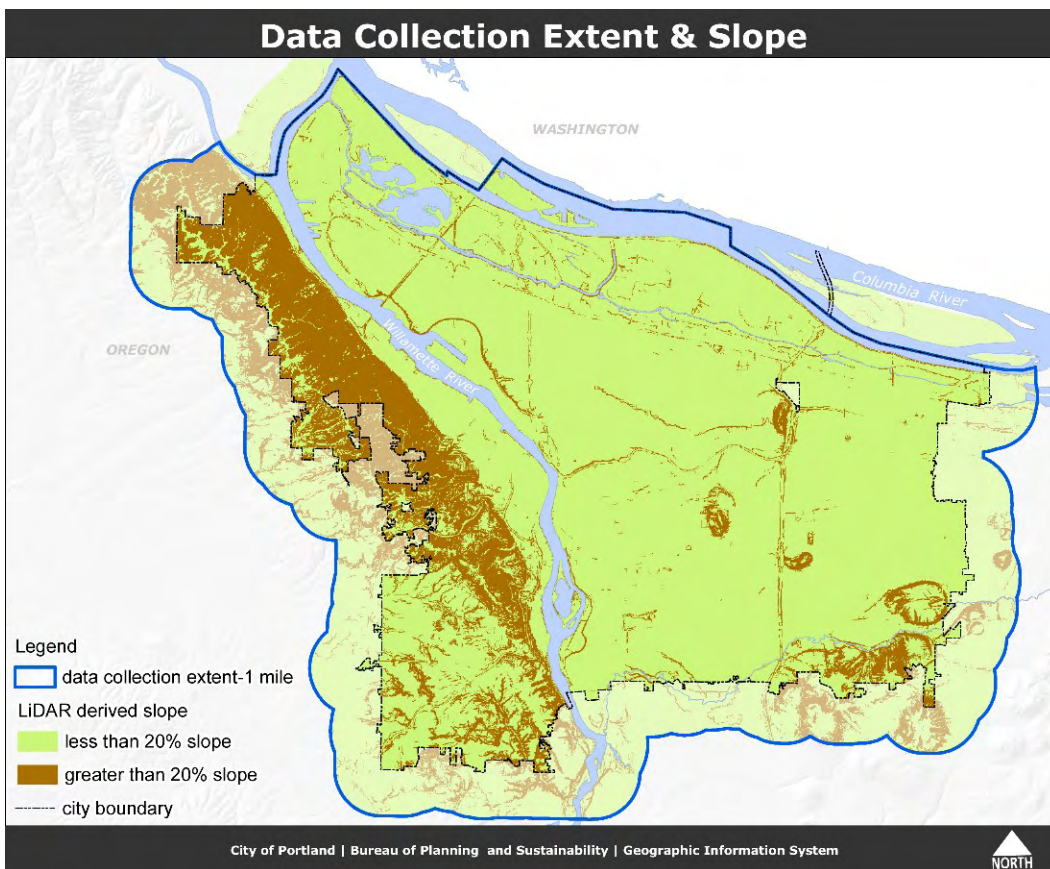 Data Collection Extent & Slope
WASHINGTON
Columbia River
OREGON
Willamette River
Legend
data collection extent-1 mile
LiDAR derived slope
less than 20% slope
greater than 20% slope
city boundary
City of Portland | Bureau of Planning and Sustainability | Geographic Information System
NORTH